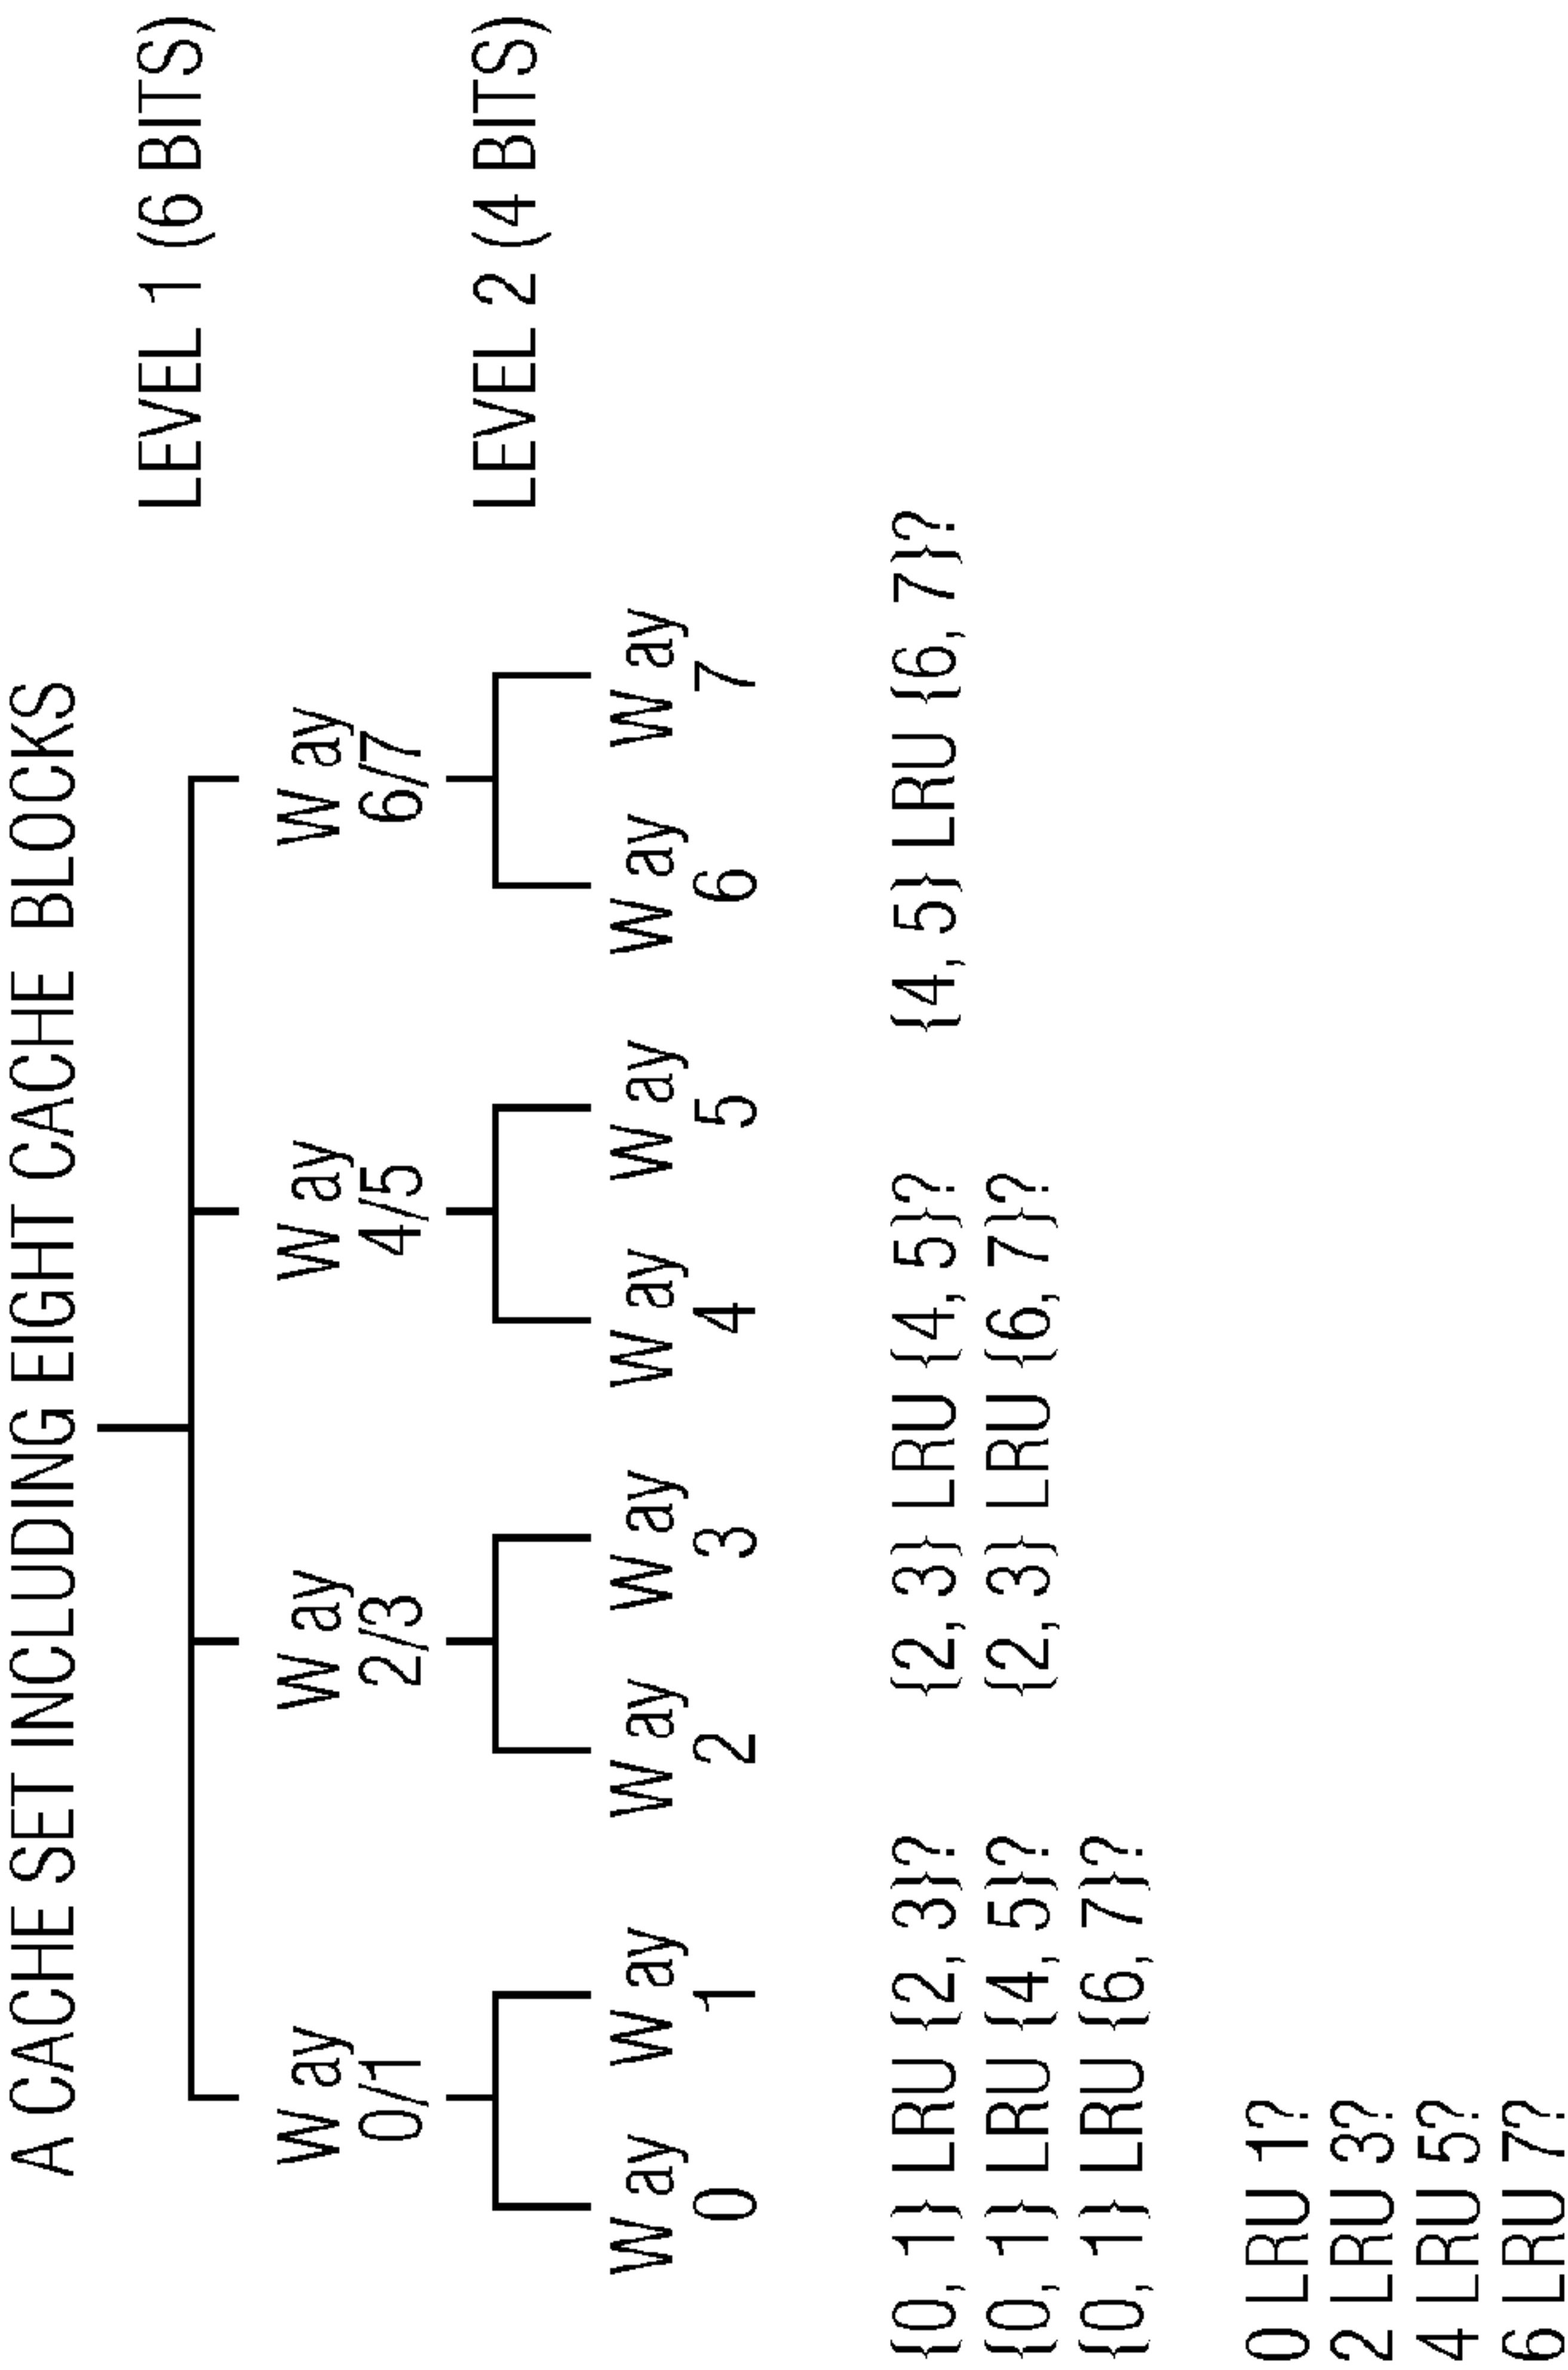 A CACHE SET INCLUDING EIGHT CACHE BLOCKS
LEVEL 1 (6 BITS)
Way 0/1
Way 2/3
Way 4/5
Way 6/7
LEVEL 2 (4 BITS)
Way 0
Way 1
Way 2
Way 3
Way 4
Way 5
Way 6
Way 7
{0, 1} LRU {2, 3}?
{0, 1} LRU {4, 5}?
{0, 1} LRU {6, 7}?
{2, 3} LRU {4, 5}?
{2, 3} LRU {6, 7}?
{4, 5} LRU {6, 7}?
0 LRU 1?
2 LRU 3?
4 LRU 5?
6 LRU 7?